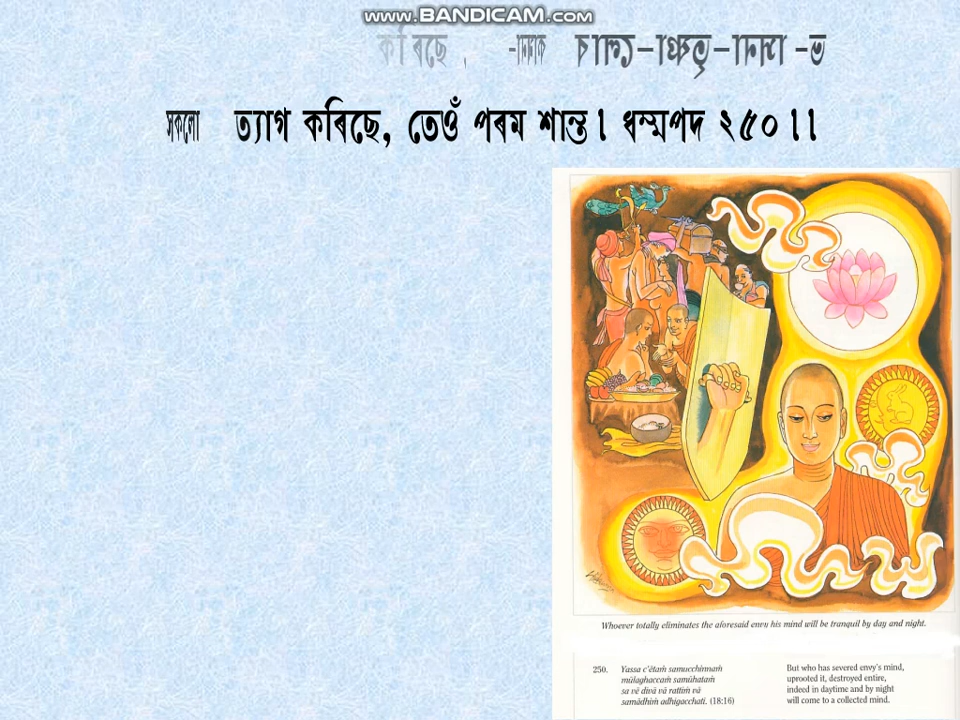 www.BANDICAM.com
কৰিছে,
সকলো ত্যাগ কৰিছে, তেওঁ পৰম শান্ত। ধম্মপদ ২৫০।।
Whoever totally eliminates the aforesaid envy his mind will be tranquil by day and night.
250. Yassa c'ētaṁ samucchinnaṁ
mūlaghaccaṁ samūhataṁ
sa vē divā vā rattiṁ vā
samādhiṁ adhigacchati. (18:16)
But who has severed envy's mind,
uprooted it, destroyed entire,
indeed in daytime and by night
will come to a collected mind.